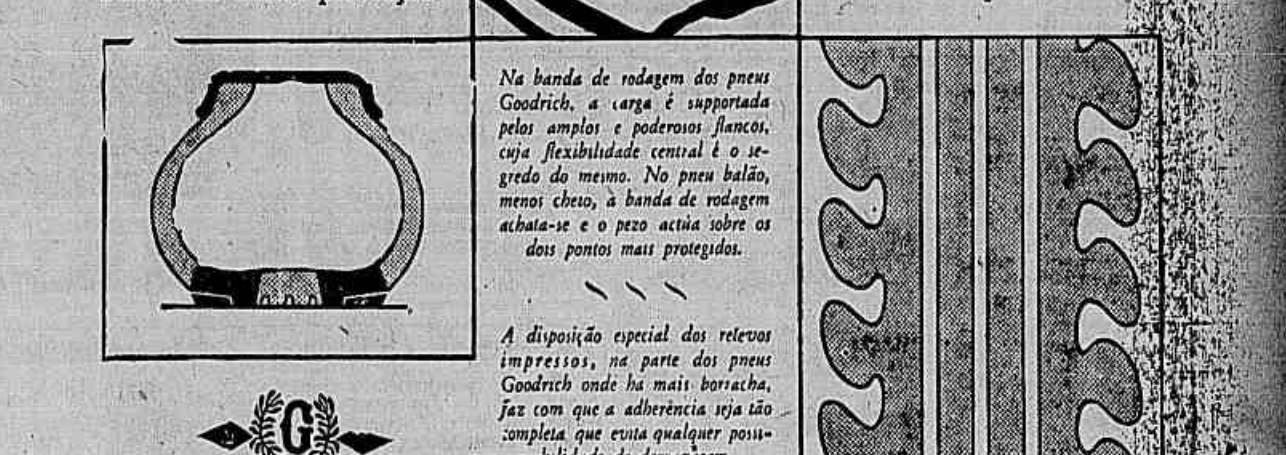 Na banda de rodagem dos pneus
Goodrich, a carga é supportada
pelos amplos e poderosos flancos,
cuja flexibilidade central é o se-
gredo do mesmo. No pneu balão,
menos cheio, a banda de rodagem
achata-se e o pezo actúa sobre os
dois pontos mais protegidos.
A disposição especial dos relevos
impressos, na parte dos pneus
Goodrich onde ha mais borracha,
faz com que a adherência seja tão
completa que evita qualquer possi-
G